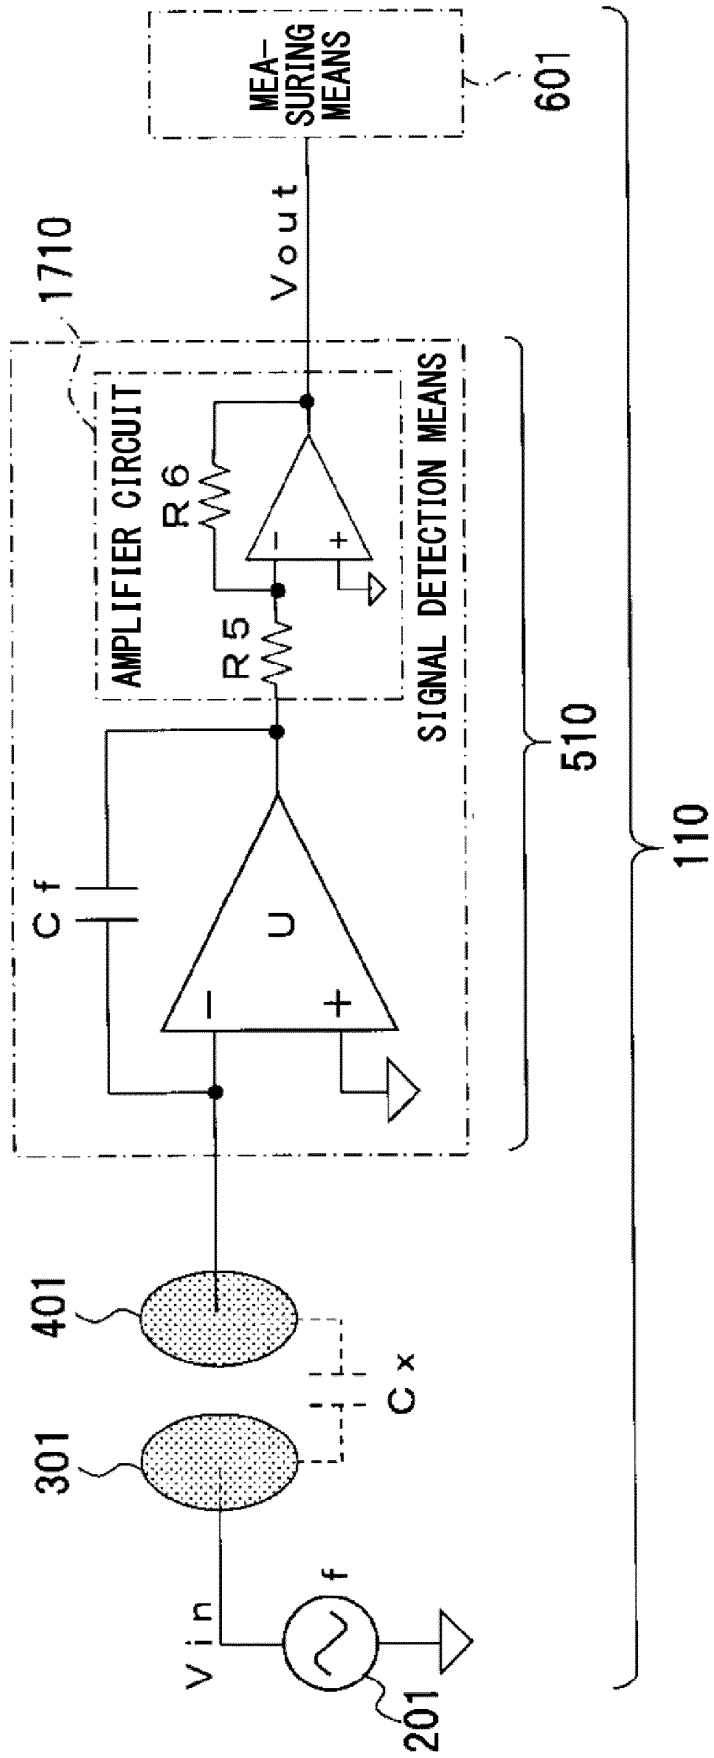 1710
AMPLIFIER CIRCUIT
Cf
R6
R5
U
−
+
−
+
SIGNAL DETECTION MEANS
Vout
MEA-
SURING
MEANS
601
301
401
Cx
Vin
f
201
510
110